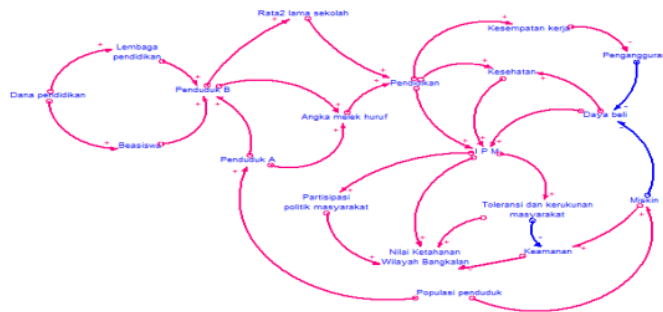 Rata2 lama sekolah
Kesempatan kerja
Lembaga
pendidikan
Pengangguran
Pendidikan
Kesehatan
Dana pendidikan
Penduduk B
Angka melek huruf
Daya beli
Beasiswa
Penduduk A
I P M
Partisipasi
politik masyarakat
Toleransi dan kerukunan
masyarakat
Miskin
Nilai Ketahanan
Wilayah Bangkalan
Keamanan
Populasi penduduk